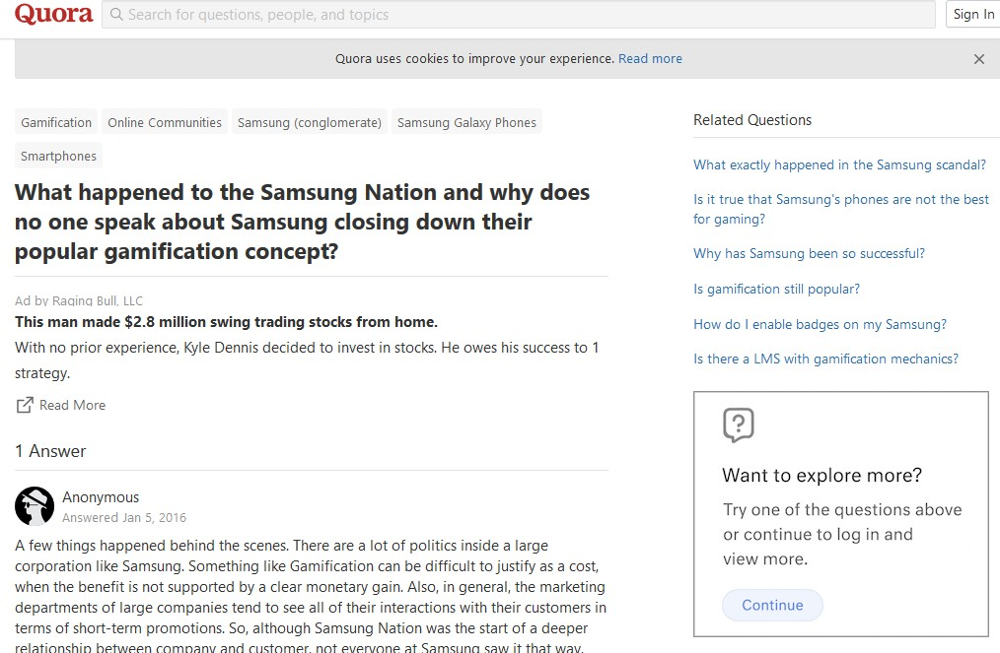 Quora
Search for questions, people, and topics
Sign In
Quora uses cookies to improve your experience. Read more
Gamification
Online Communities
Samsung (conglomerate)
Samsung Galaxy Phones
Smartphones
What happened to the Samsung Nation and why does
no one speak about Samsung closing down their
popular gamification concept?
Ad by Raging Bull, LLC
This man made $2.8 million swing trading stocks from home.
With no prior experience, Kyle Dennis decided to invest in stocks. He owes his success to 1
strategy.
Read More
1 Answer
Anonymous
Answered Jan 5, 2016
A few things happened behind the scenes. There are a lot of politics inside a large
corporation like Samsung. Something like Gamification can be difficult to justify as a cost,
when the benefit is not supported by a clear monetary gain. Also, in general, the marketing
departments of large companies tend to see all of their interactions with their customers in
terms of short-term promotions. So, although Samsung Nation was the start of a deeper
relationship between company and customer, not everyone at Samsung saw it that way.
Related Questions
What exactly happened in the Samsung scandal?
Is it true that Samsung's phones are not the best
for gaming?
Why has Samsung been so successful?
Is gamification still popular?
How do I enable badges on my Samsung?
Is there a LMS with gamification mechanics?
Want to explore more?
Try one of the questions above
or continue to log in and
view more.
Continue